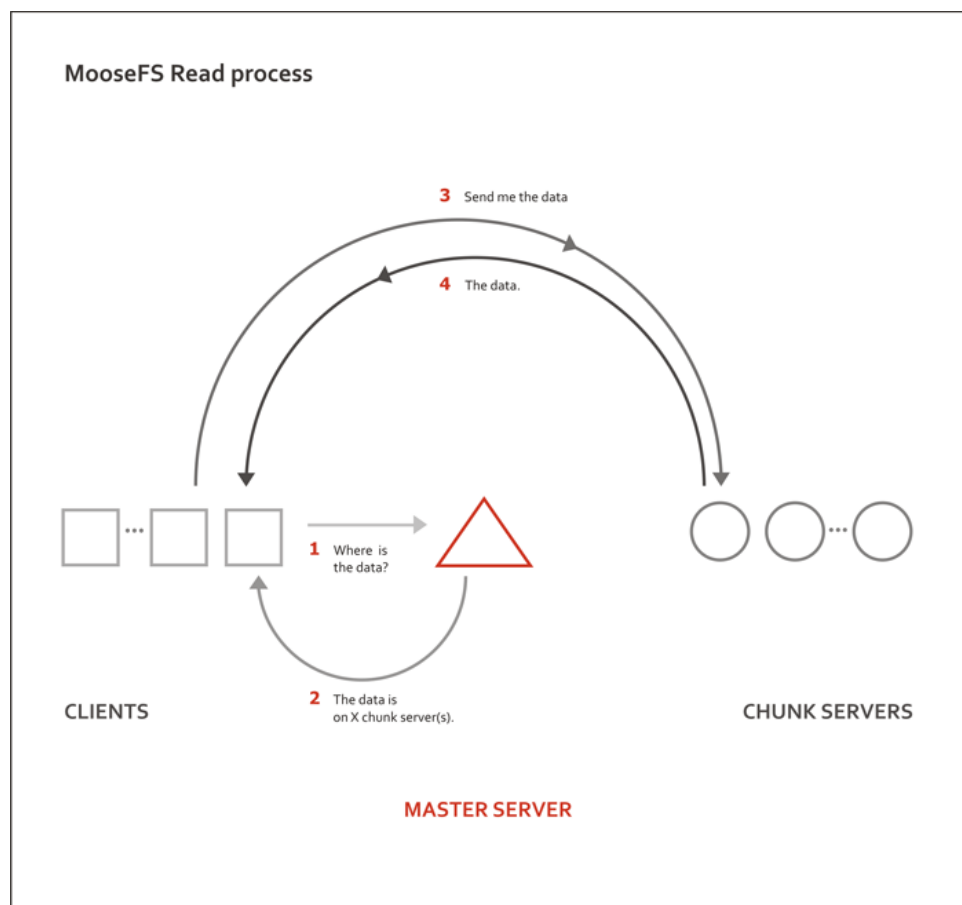 MooseFS Read process
3 Send me the data
4 The data.
1 Where is
the data?
2 The data is
on X chunk server(s).
CLIENTS
CHUNK SERVERS
MASTER SERVER